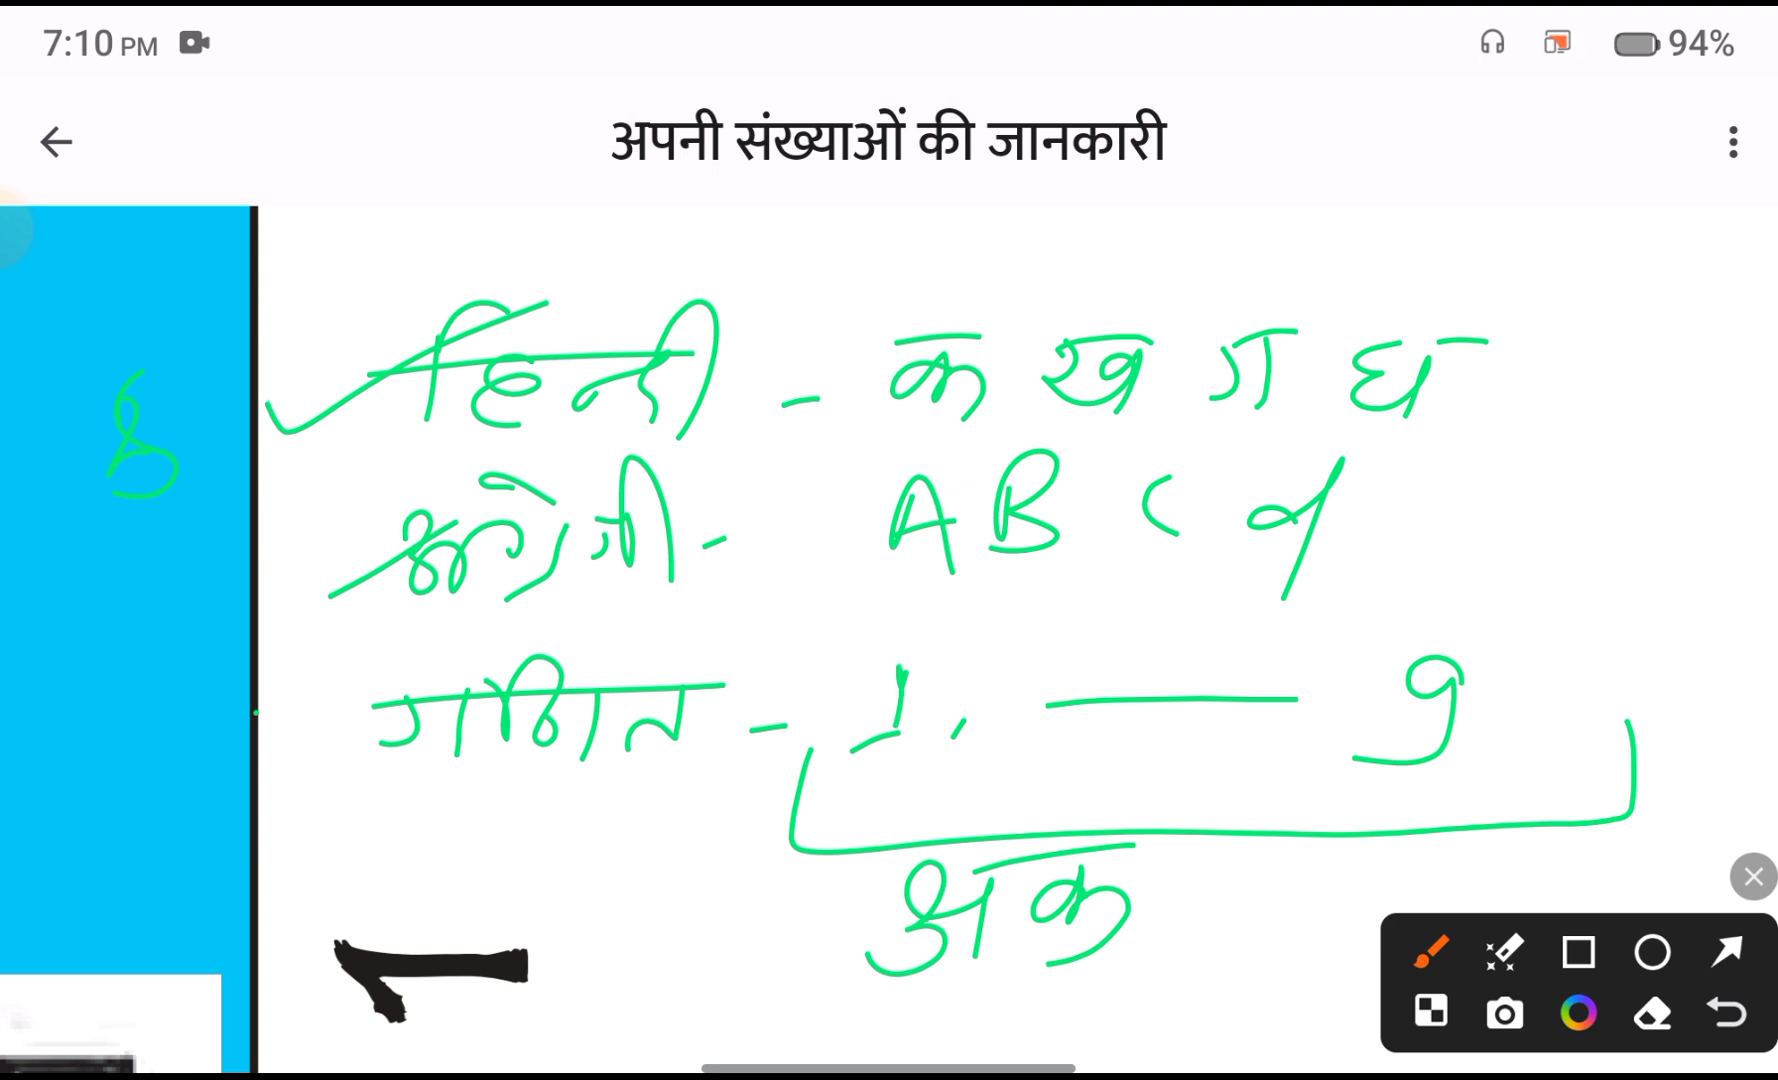 7:10 PM 94%
अपनी संख्याओं की जानकारी
हिन्दी - क ख ग घ
अंग्रेजी - A B C
गणित - 1. — 9
अंक